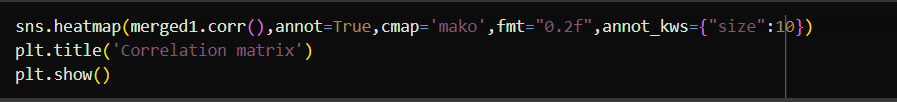 sns.heatmap(merged1.corr(),annot=True,cmap='mako',fmt="0.2f",annot_kws={"size":10})
plt.title('Correlation matrix')
plt.show()